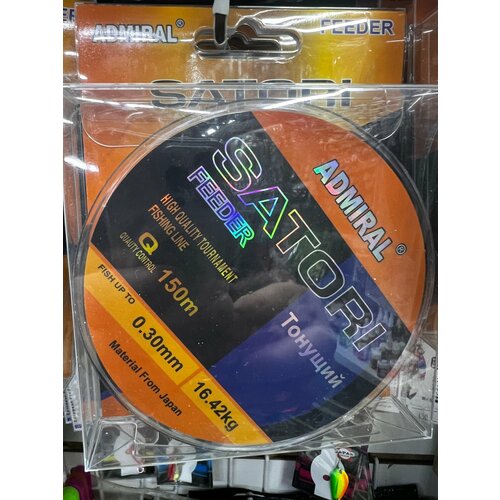 ADMIRAL®
FEEDER
SATORI
ADMIRAL®
SATORI
FEEDER
Тонущий
HIGH QUALITY TOURNAMENT
FISHING LINE
Q
QUALITY CONTROL
150m
FISH UP TO
0.30mm
16.42kg
Material From Japan